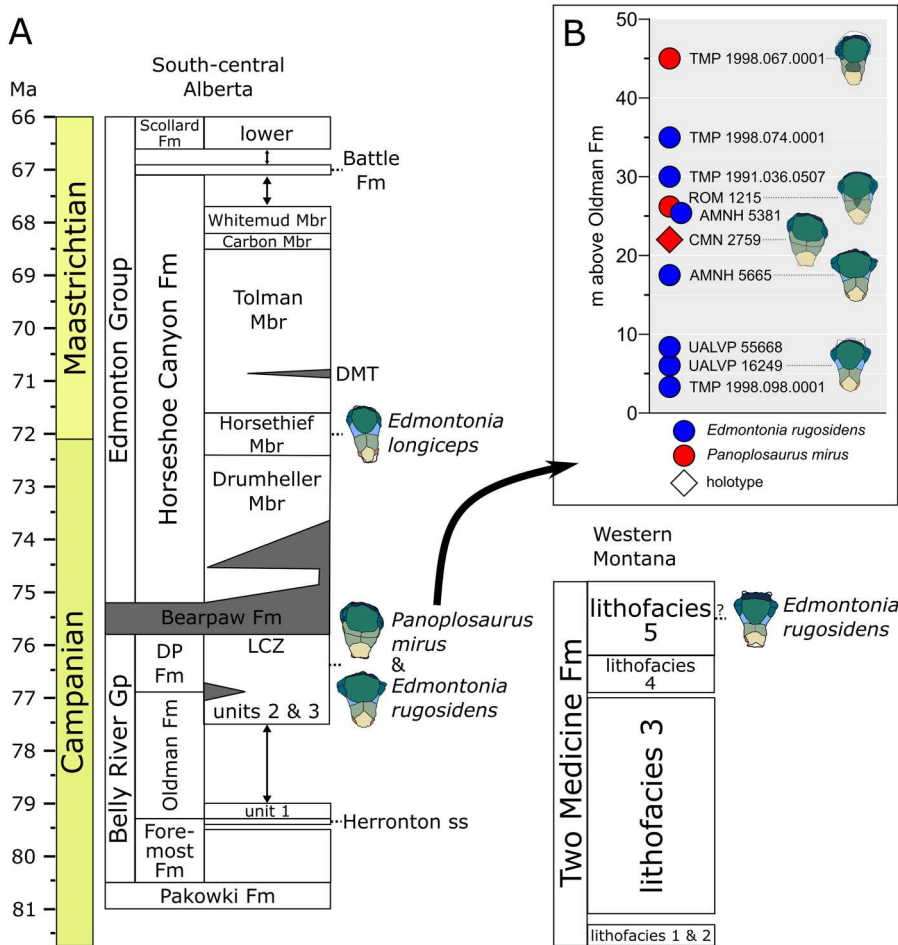 A
South-central
Alberta
Ma
66
67
68
69
70
71
72
73
74
75
76
77
78
79
80
81
Maastrichtian
Campanian
Edmonton Group
Belly River Gp
Scollard
Fm
lower
Battle
Fm
Horseshoe Canyon Fm
Whitemud Mbr
Carbon Mbr
Tolman
Mbr
DMT
Horsethief
Mbr
Edmontonia
longiceps
Drumheller
Mbr
Bearpaw Fm
LCZ
DP
Fm
Panoplosaurus
mirus
&
Edmontonia
rugosidens
units 2 & 3
Oldman Fm
unit 1
Herronton ss
Fore-
most
Fm
Pakowki Fm
B
m above Oldman Fm
50
40
30
20
10
0
TMP 1998.067.0001
TMP 1998.074.0001
TMP 1991.036.0507
ROM 1215
AMNH 5381
CMN 2759
AMNH 5665
UALVP 55668
UALVP 16249
TMP 1998.098.0001
Edmontonia rugosidens
Panoplosaurus mirus
holotype
Western
Montana
Two Medicine Fm
lithofacies
5
?
Edmontonia
rugosidens
lithofacies
4
lithofacies 3
lithofacies 1 & 2